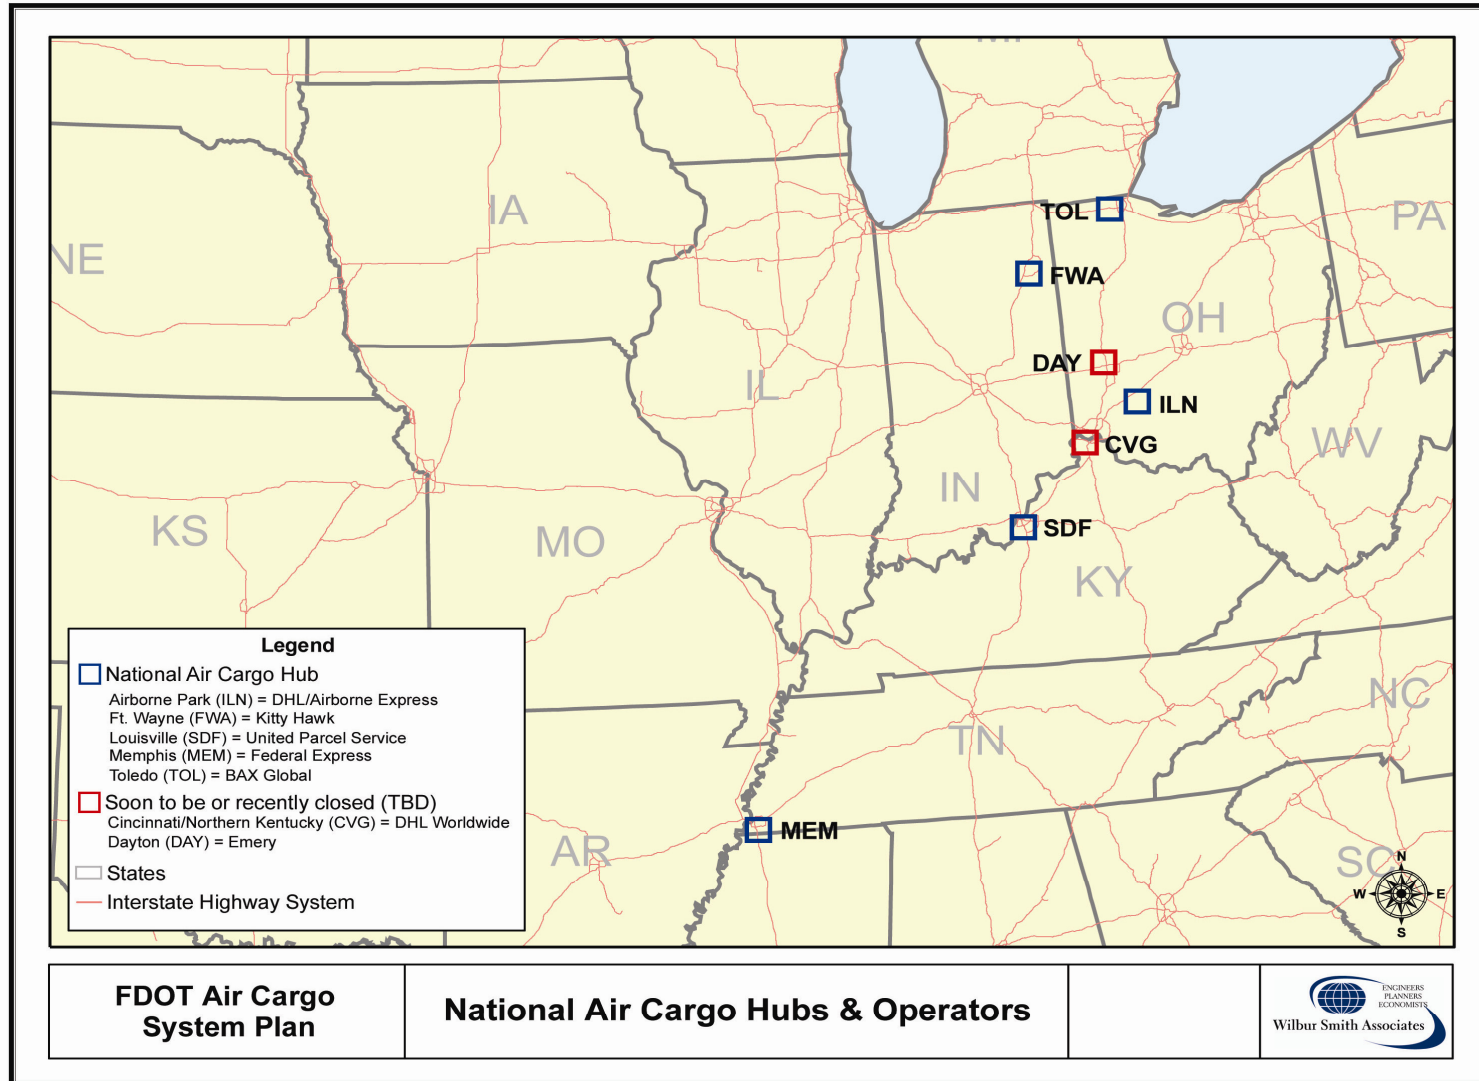 MI
IA
NE
PA
TOL
FWA
OH
DAY
IL
ILN
CVG
WV
IN
KS
MO
SDF
KY
NC
TN
MEM
AR
SC
N
W
E
S
Legend
National Air Cargo Hub
Airborne Park (ILN) = DHL/Airborne Express
Ft. Wayne (FWA) = Kitty Hawk
Louisville (SDF) = United Parcel Service
Memphis (MEM) = Federal Express
Toledo (TOL) = BAX Global
Soon to be or recently closed (TBD)
Cincinnati/Northern Kentucky (CVG) = DHL Worldwide
Dayton (DAY) = Emery
States
Interstate Highway System
FDOT Air Cargo
System Plan
National Air Cargo Hubs & Operators
ENGINEERS
PLANNERS
ECONOMISTS
Wilbur Smith Associates